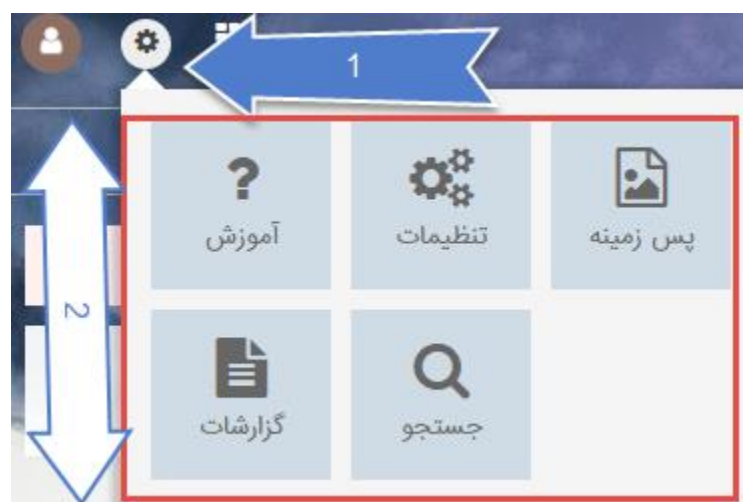 1
پس زمینه
تنظیمات
آموزش
2
جستجو
گزارشات